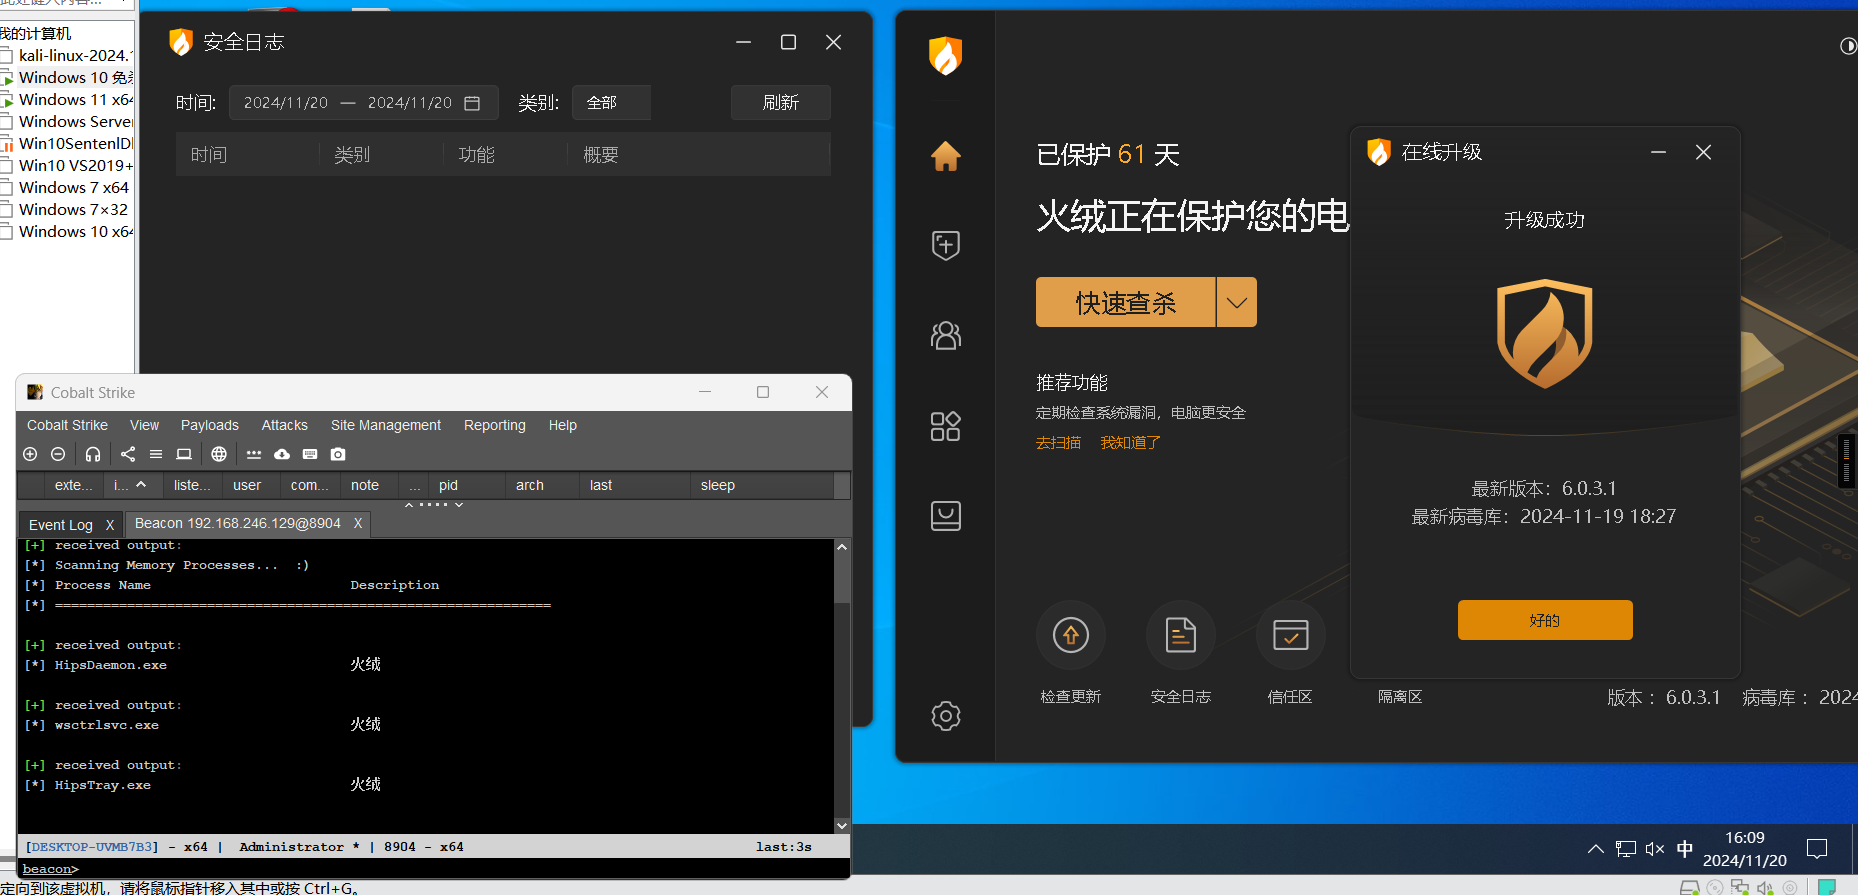 我的计算机
kali-linux-2024.
Windows 10 免
Windows 11 x64
Windows Server
Win10SentenlD
Win10 VS2019+
Windows 7 x64
Windows 7×32
Windows 10 x64
安全日志
时间: 2024/11/20 — 2024/11/20 类别: 全部 刷新
时间 类别 功能 概要
Cobalt Strike
Cobalt Strike View Payloads Attacks Site Management Reporting Help
exte... i... liste... user com... note ... pid arch last sleep
Event Log X Beacon 192.168.246.129@8904 X
[+] received output:
[*] Scanning Memory Processes... :)
[*] Process Name Description
[*] ==============================================================
[+] received output:
[*] HipsDaemon.exe 火绒
[+] received output:
[*] wsctrlsvc.exe 火绒
[+] received output:
[*] HipsTray.exe 火绒
[DESKTOP-UVMB7B3] - x64 | Administrator * | 8904 - x64 last:3s
beacon>
定向到该虚拟机，请将鼠标指针移入其中或按 Ctrl+G。
已保护 61 天
火绒正在保护您的电
快速查杀
推荐功能
定期检查系统漏洞，电脑更安全
去扫描 我知道了
检查更新 安全日志 信任区 隔离区
版本： 6.0.3.1 病毒库： 2024
在线升级
升级成功
最新版本：6.0.3.1
最新病毒库：2024-11-19 18:27
好的
中
16:09
2024/11/20